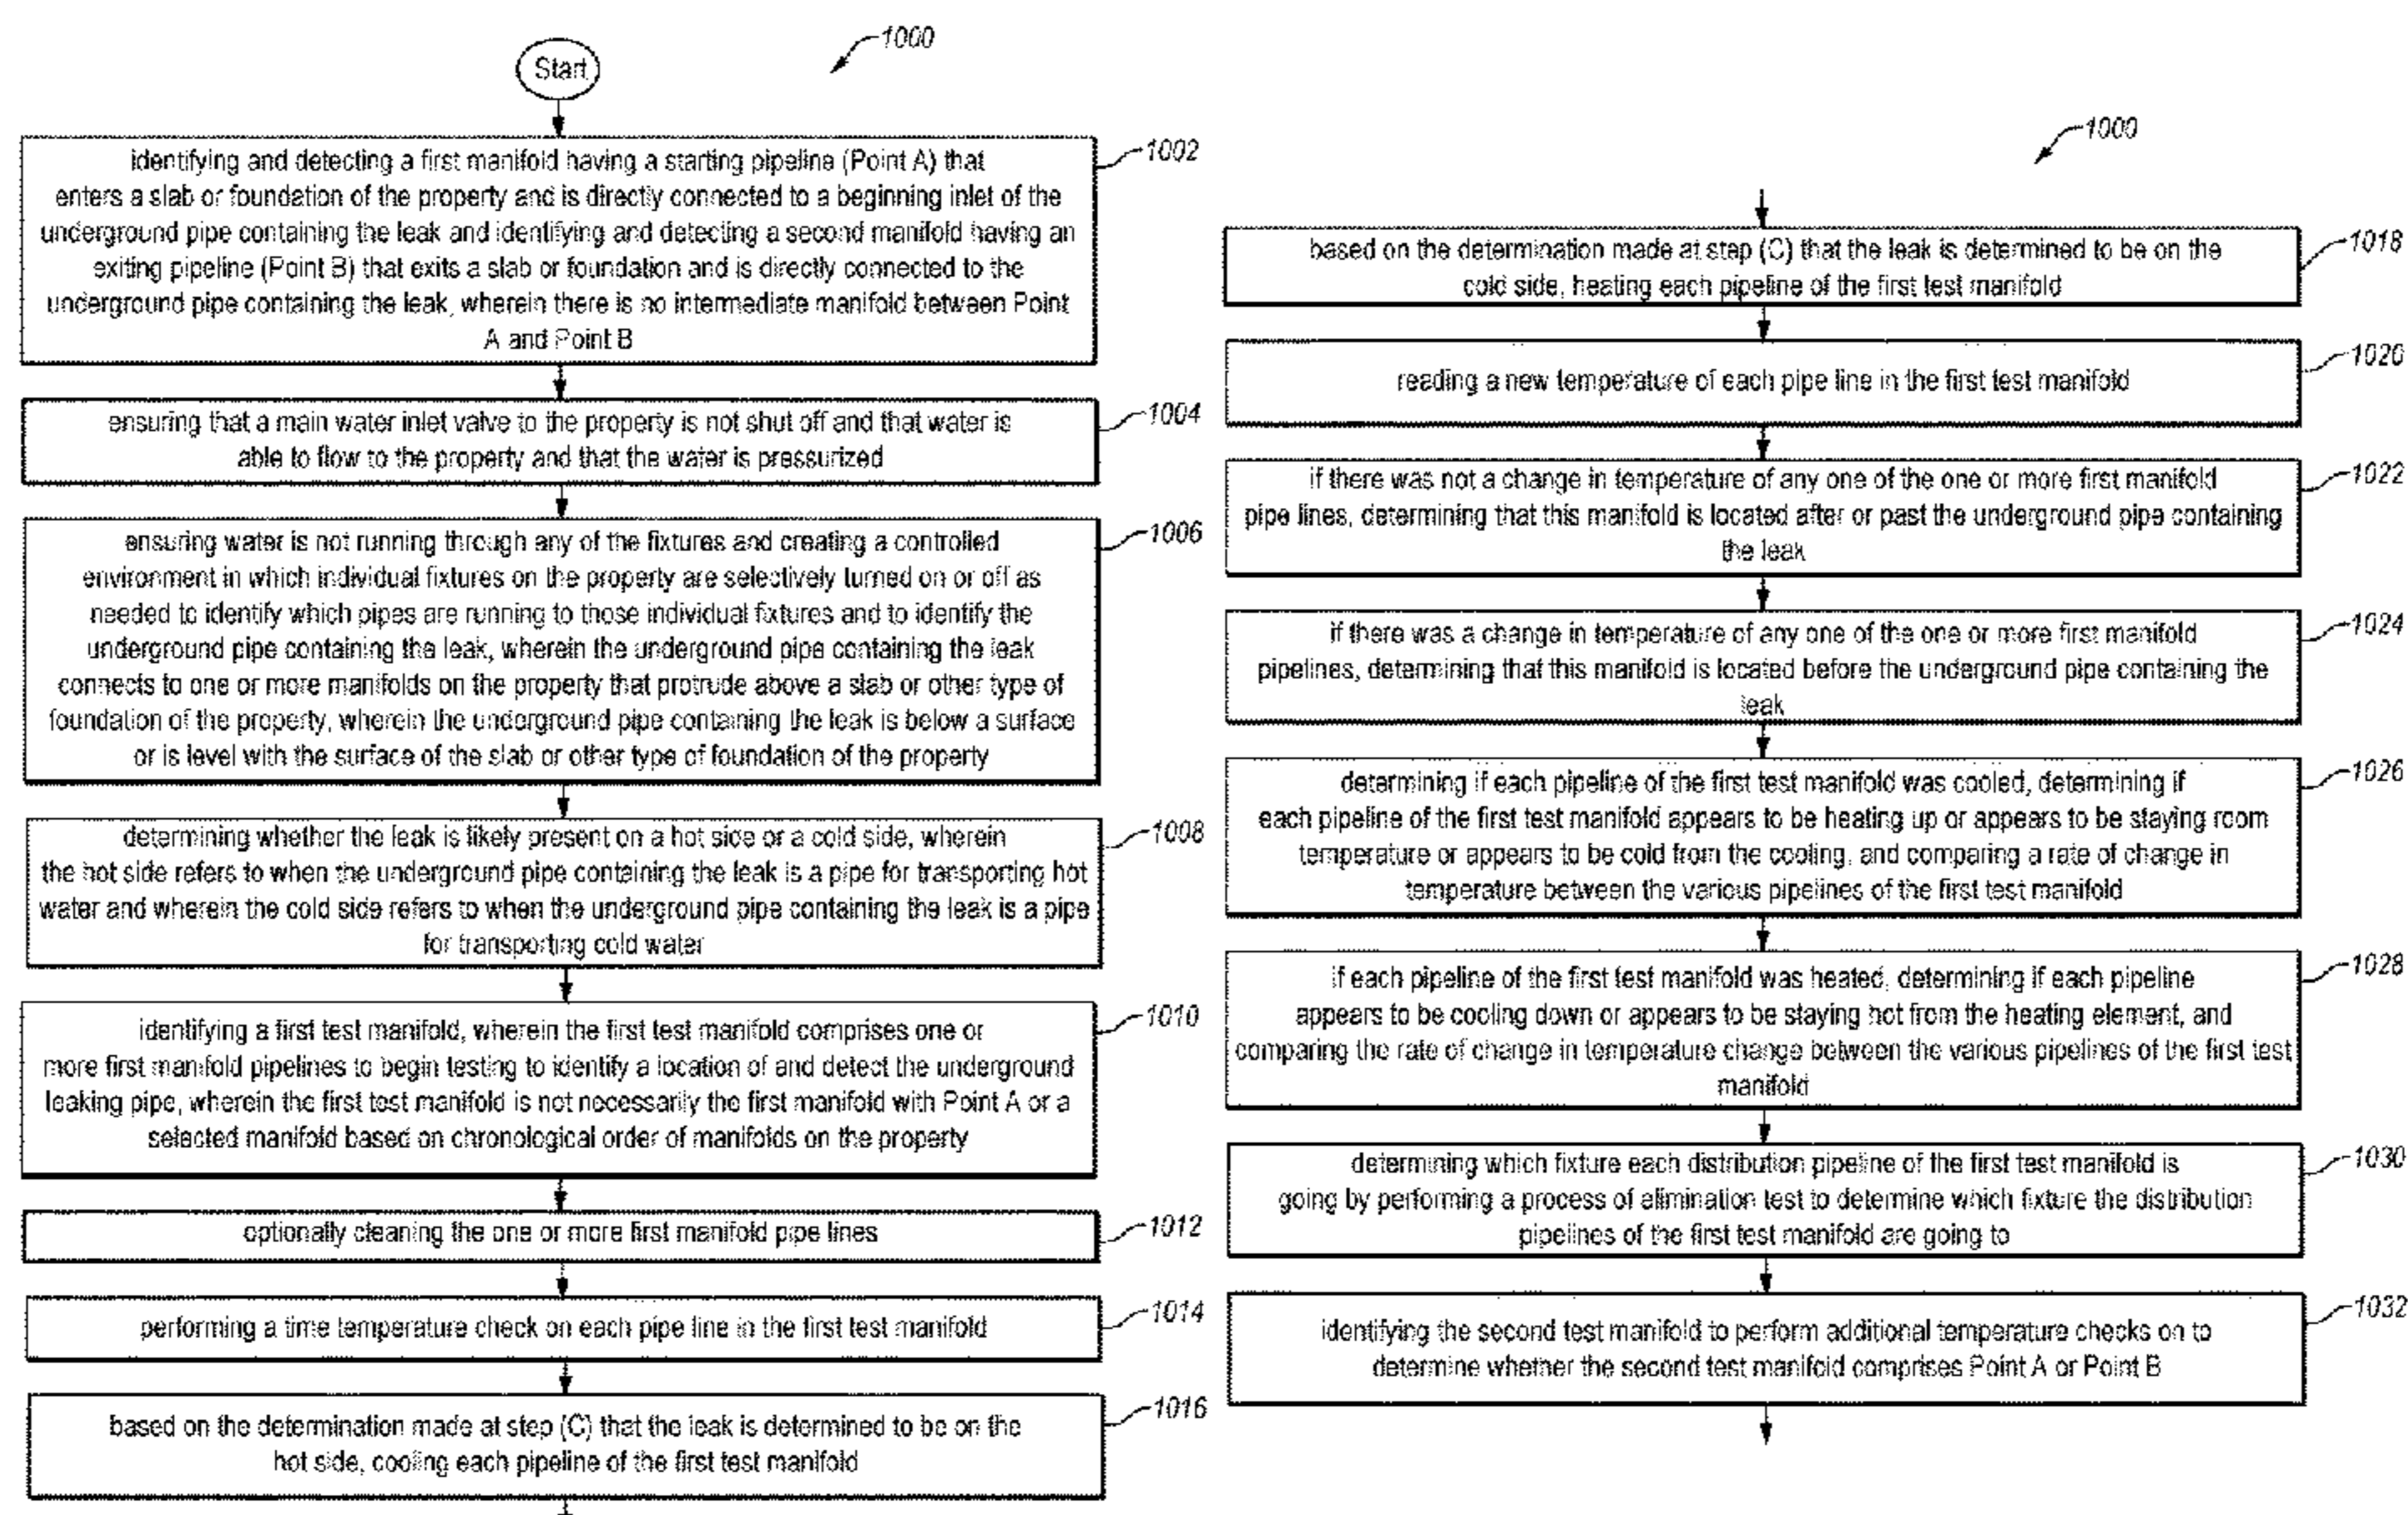 1000
Start
identifying and detecting a first manifold having a starting pipeline (Point A) that
enters a slab or foundation of the property and is directly connected to a beginning inlet of the
underground pipe containing the leak and identifying and detecting a second manifold having an
exiting pipeline (Point B) that exits a slab or foundation and is directly connected to the
underground pipe containing the leak, wherein there is no intermediate manifold between Point
A and Point B
1002
ensuring that a main water inlet valve to the property is not shut off and that water is
able to flow to the property and that the water is pressurized
1004
ensuring water is not running through any of the fixtures and creating a controlled
environment in which individual fixtures on the property are selectively turned on or off as
needed to identify which pipes are running to those individual fixtures and to identify the
underground pipe containing the leak, wherein the underground pipe containing the leak
connects to one or more manifolds on the property that protrude above a slab or other type of
foundation of the property, wherein the underground pipe containing the leak is below a surface
or is level with the surface of the slab or other type of foundation of the property
1006
determining whether the leak is likely present on a hot side or a cold side, wherein
the hot side refers to when the underground pipe containing the leak is a pipe for transporting hot
water and wherein the cold side refers to when the underground pipe containing the leak is a pipe
for transporting cold water
1008
identifying a first test manifold, wherein the first test manifold comprises one or
more first manifold pipelines to begin testing to identify a location of and detect the underground
leaking pipe, wherein the first test manifold is not necessarily the first manifold with Point A or a
selected manifold based on chronological order of manifolds on the property
1010
optionally cleaning the one or more first manifold pipe lines
1012
performing a time temperature check on each pipe line in the first test manifold
1014
based on the determination made at step (C) that the leak is determined to be on the
hot side, cooling each pipeline of the first test manifold
1016
1000
based on the determination made at step (C) that the leak is determined to be on the
cold side, heating each pipeline of the first test manifold
1018
reading a new temperature of each pipe line in the first test manifold
1020
if there was not a change in temperature of any one of the one or more first manifold
pipe lines, determining that this manifold is located after or past the underground pipe containing
the leak
1022
if there was a change in temperature of any one of the one or more first manifold
pipelines, determining that this manifold is located before the underground pipe containing the
leak
1024
determining if each pipeline of the first test manifold was cooled, determining if
each pipeline of the first test manifold appears to be heating up or appears to be staying room
temperature or appears to be cold from the cooling, and comparing a rate of change in
temperature between the various pipelines of the first test manifold
1026
if each pipeline of the first test manifold was heated, determining if each pipeline
appears to be cooling down or appears to be staying hot from the heating element, and
comparing the rate of change in temperature change between the various pipelines of the first test
manifold
1028
determining which fixture each distribution pipeline of the first test manifold is
going by performing a process of alimination test to determine which fixture the distribution
pipelines of the first test manifold are going to
1030
identifying the second test manifold to perform additional temperature checks on to
determine whether the second test manifold comprises Point A or Point B
1032